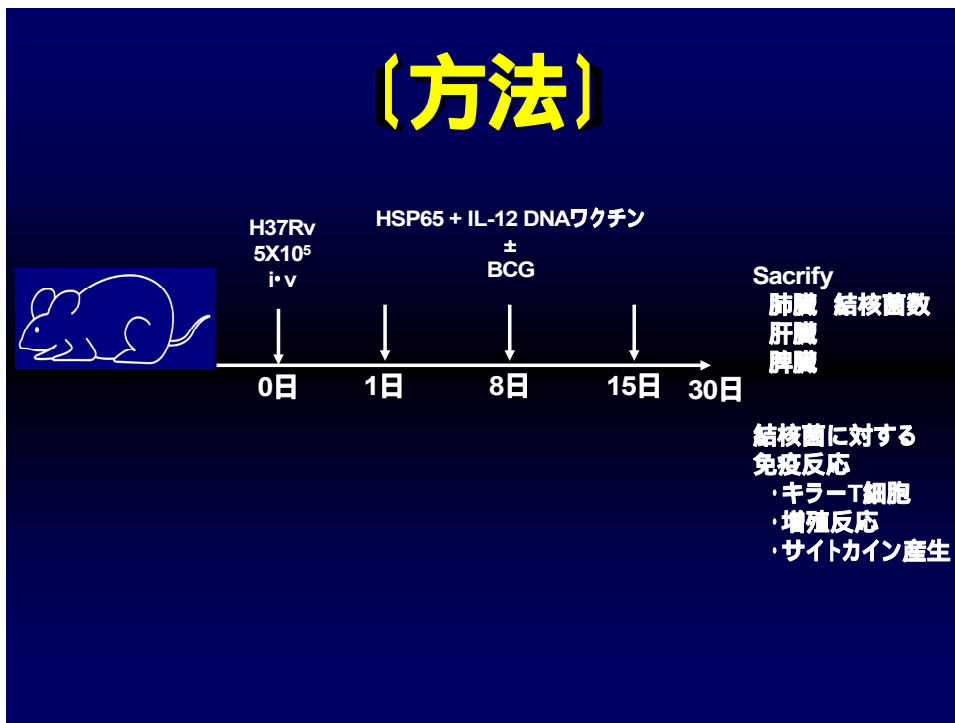 〔方法〕
H37Rv
5X10⁵
i・v
HSP65 + IL-12 DNAワクチン
±
BCG
0日
1日
8日
15日
30日
Sacrify
肺臓 結核菌数
肝臓
脾臓
結核菌に対する
免疫反応
・キラーT細胞
・増殖反応
・サイトカイン産生